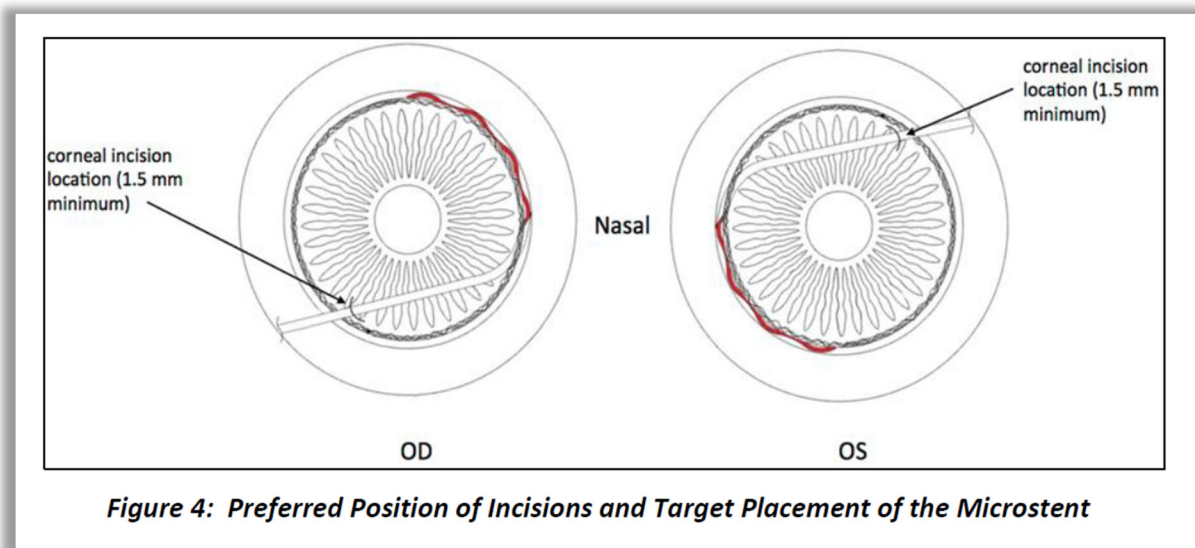 corneal incision
location (1.5 mm
minimum)
corneal incision
location (1.5 mm
minimum)
Nasal
OD
OS
Figure 4: Preferred Position of Incisions and Target Placement of the Microstent